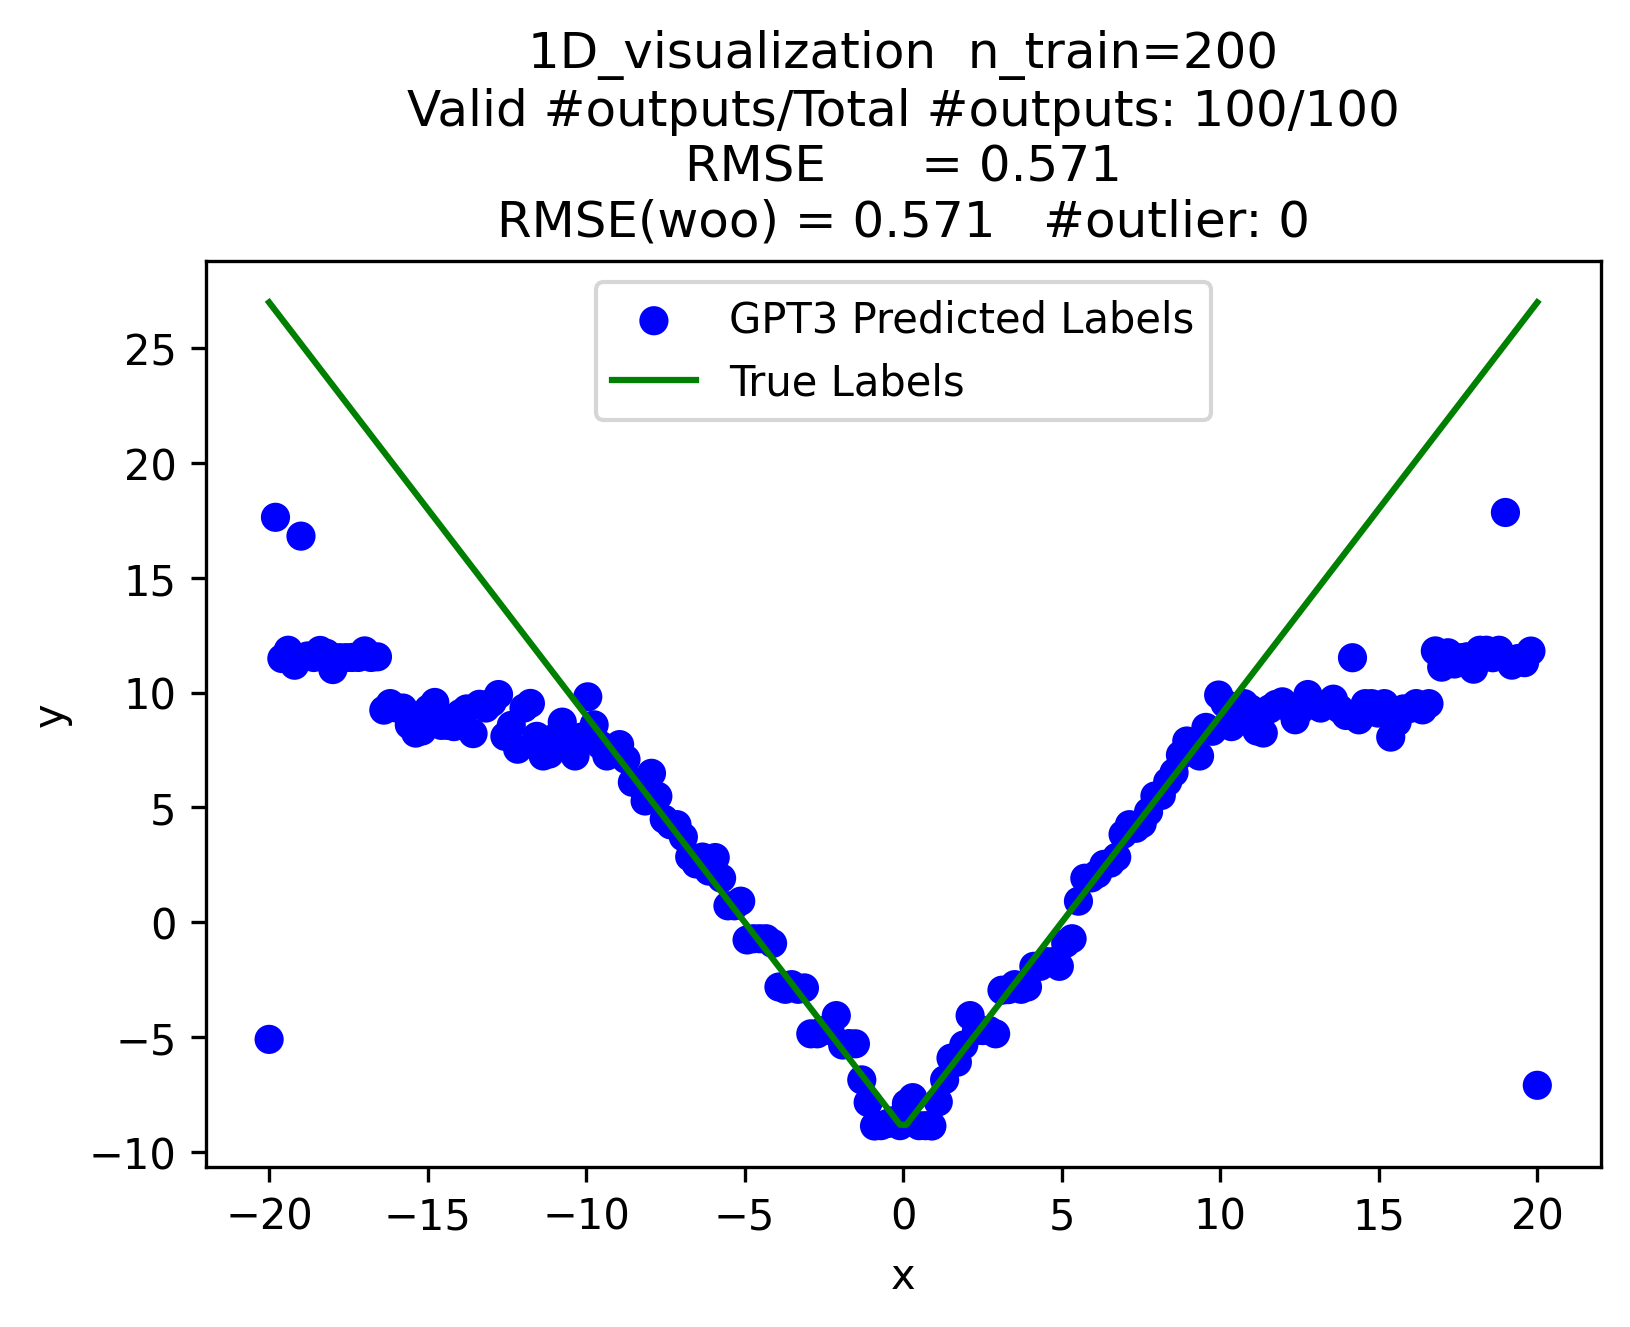 1D_visualization  n_train=200
Valid #outputs/Total #outputs: 100/100
RMSE      = 0.571
RMSE(woo) = 0.571   #outlier: 0
GPT3 Predicted Labels
True Labels
y
25
20
15
10
5
0
−5
−10
−20
−15
−10
−5
0
5
10
15
20
x